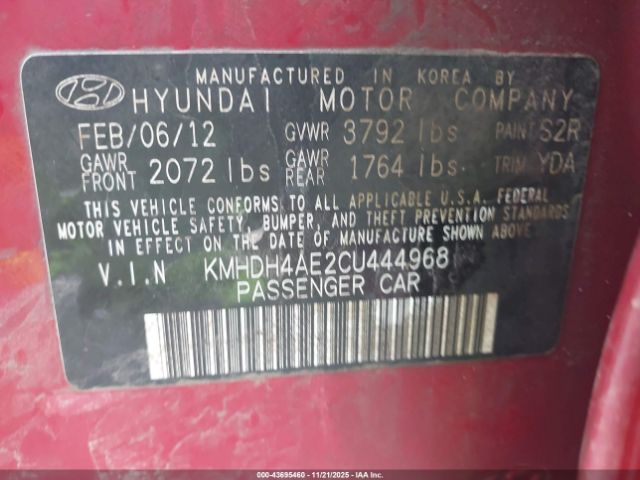 MANUFACTURED IN KOREA BY
HYUNDAI MOTOR COMPANY
FEB/06/12 GVWR 3792 lbs PAINT S2R
GAWR FRONT 2072 lbs GAWR REAR 1764 lbs. TRIM YDA
THIS VEHICLE CONFORMS TO ALL APPLICABLE U.S.A. FEDERAL
MOTOR VEHICLE SAFETY, BUMPER, AND THEFT PREVENTION STANDARDS
IN EFFECT ON THE DATE OF MANUFACTURE SHOWN ABOVE.
V.I.N KMHDH4AE2CU444968
PASSENGER CAR
000-43695460 - 11/21/2025 - IAAI.COM